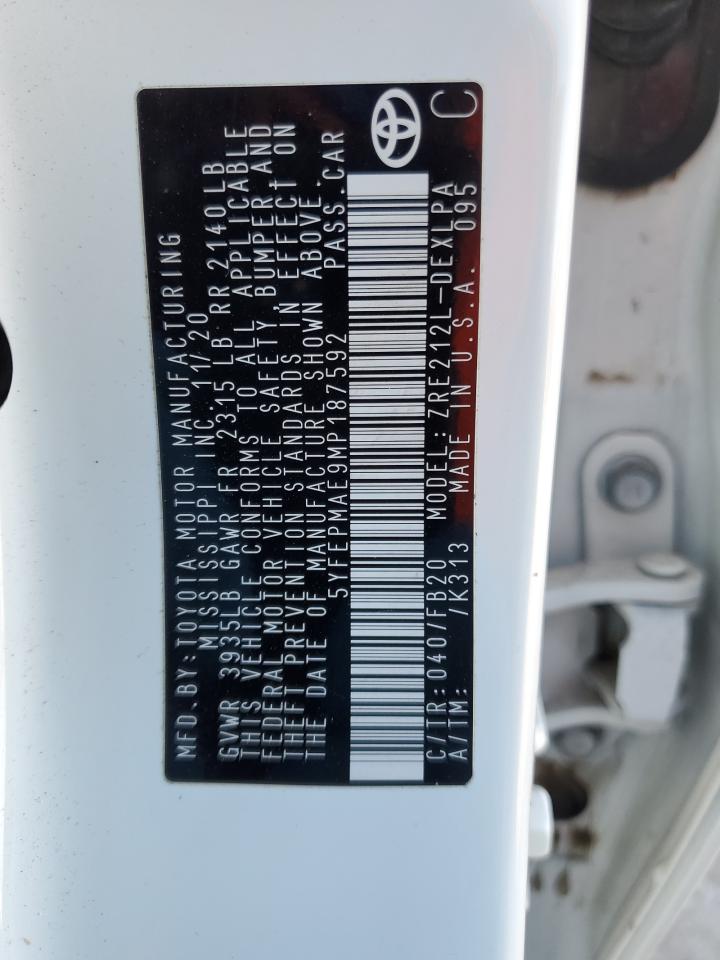 MFD.BY:TOYOTA MOTOR MANUFACTURING
MISSISSIPPI INC. 11/20
GVWR 3935LB GAWR FR 2315 LB RR 2140LB
THIS VEHICLE CONFORMS TO ALL APPLICABLE
FEDERAL MOTOR VEHICLE SAFETY, BUMPER, AND
THEFT PREVENTION STANDARDS IN EFFECT ON
THE DATE OF MANUFACTURE SHOWN ABOVE.
5YFEPMAE9MP187592 PASS.CAR
C/TR:040/FB20 MODEL:ZRE212L-DEXLPA
A/TM: /K313 MADE IN U.S.A. 095
C